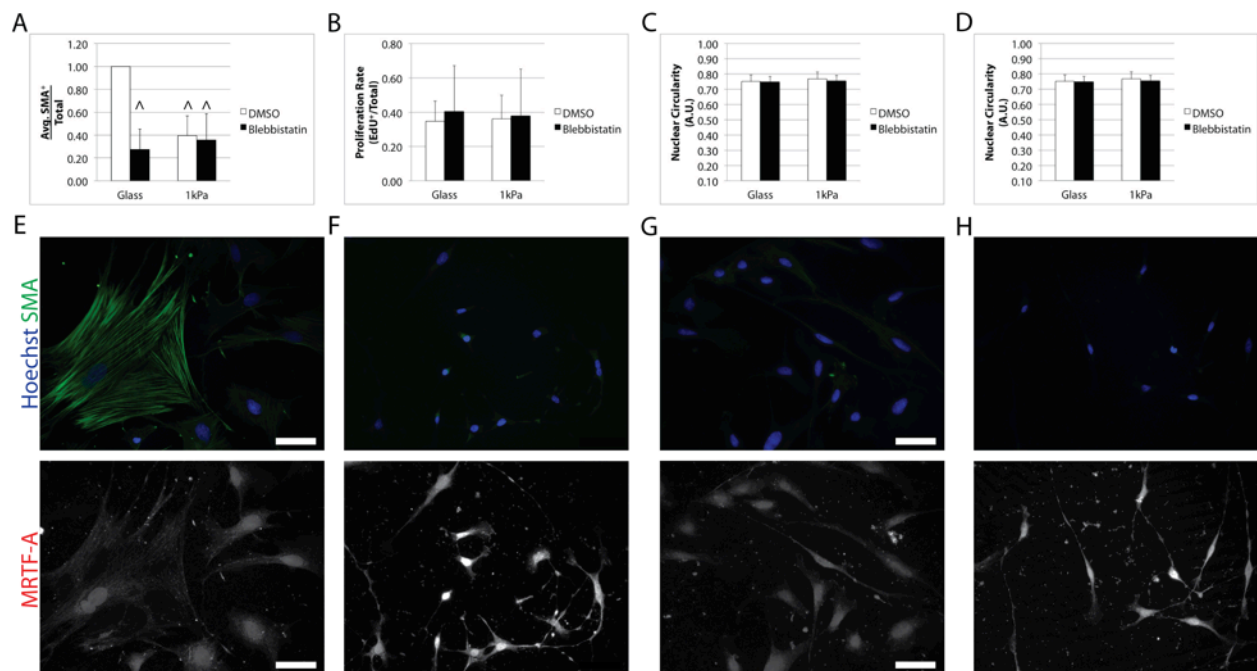 A
1.20
1.00
0.80
0.60
0.40
0.20
0.00
Avg. SMA⁺
Total
^
^ ^
Glass 1kPa
DMSO
Blebbistatin
B
0.80
0.60
0.40
0.20
0.00
Proliferation Rate
(EdU⁺/Total)
Glass 1kPa
DMSO
Blebbistatin
C
1.00
0.90
0.80
0.70
0.60
0.50
0.40
0.30
0.20
0.10
Nuclear Circularity
(A.U.)
Glass 1kPa
DMSO
Blebbistatin
D
1.00
0.90
0.80
0.70
0.60
0.50
0.40
0.30
0.20
0.10
Nuclear Circularity
(A.U.)
Glass 1kPa
DMSO
Blebbistatin
E
F
G
H
Hoechst SMA
MRTF-A